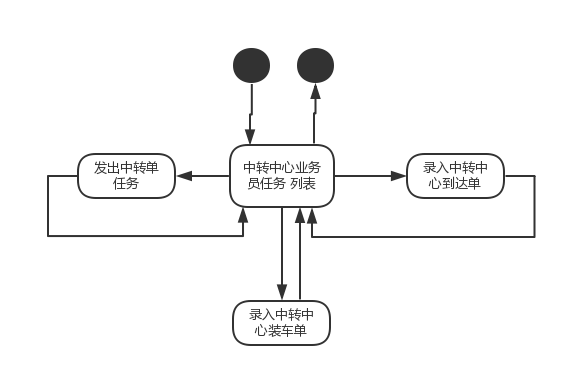 发出中转单
任务
中转中心业务
员任务 列表
录入中转中
心到达单
录入中转中
心装车单